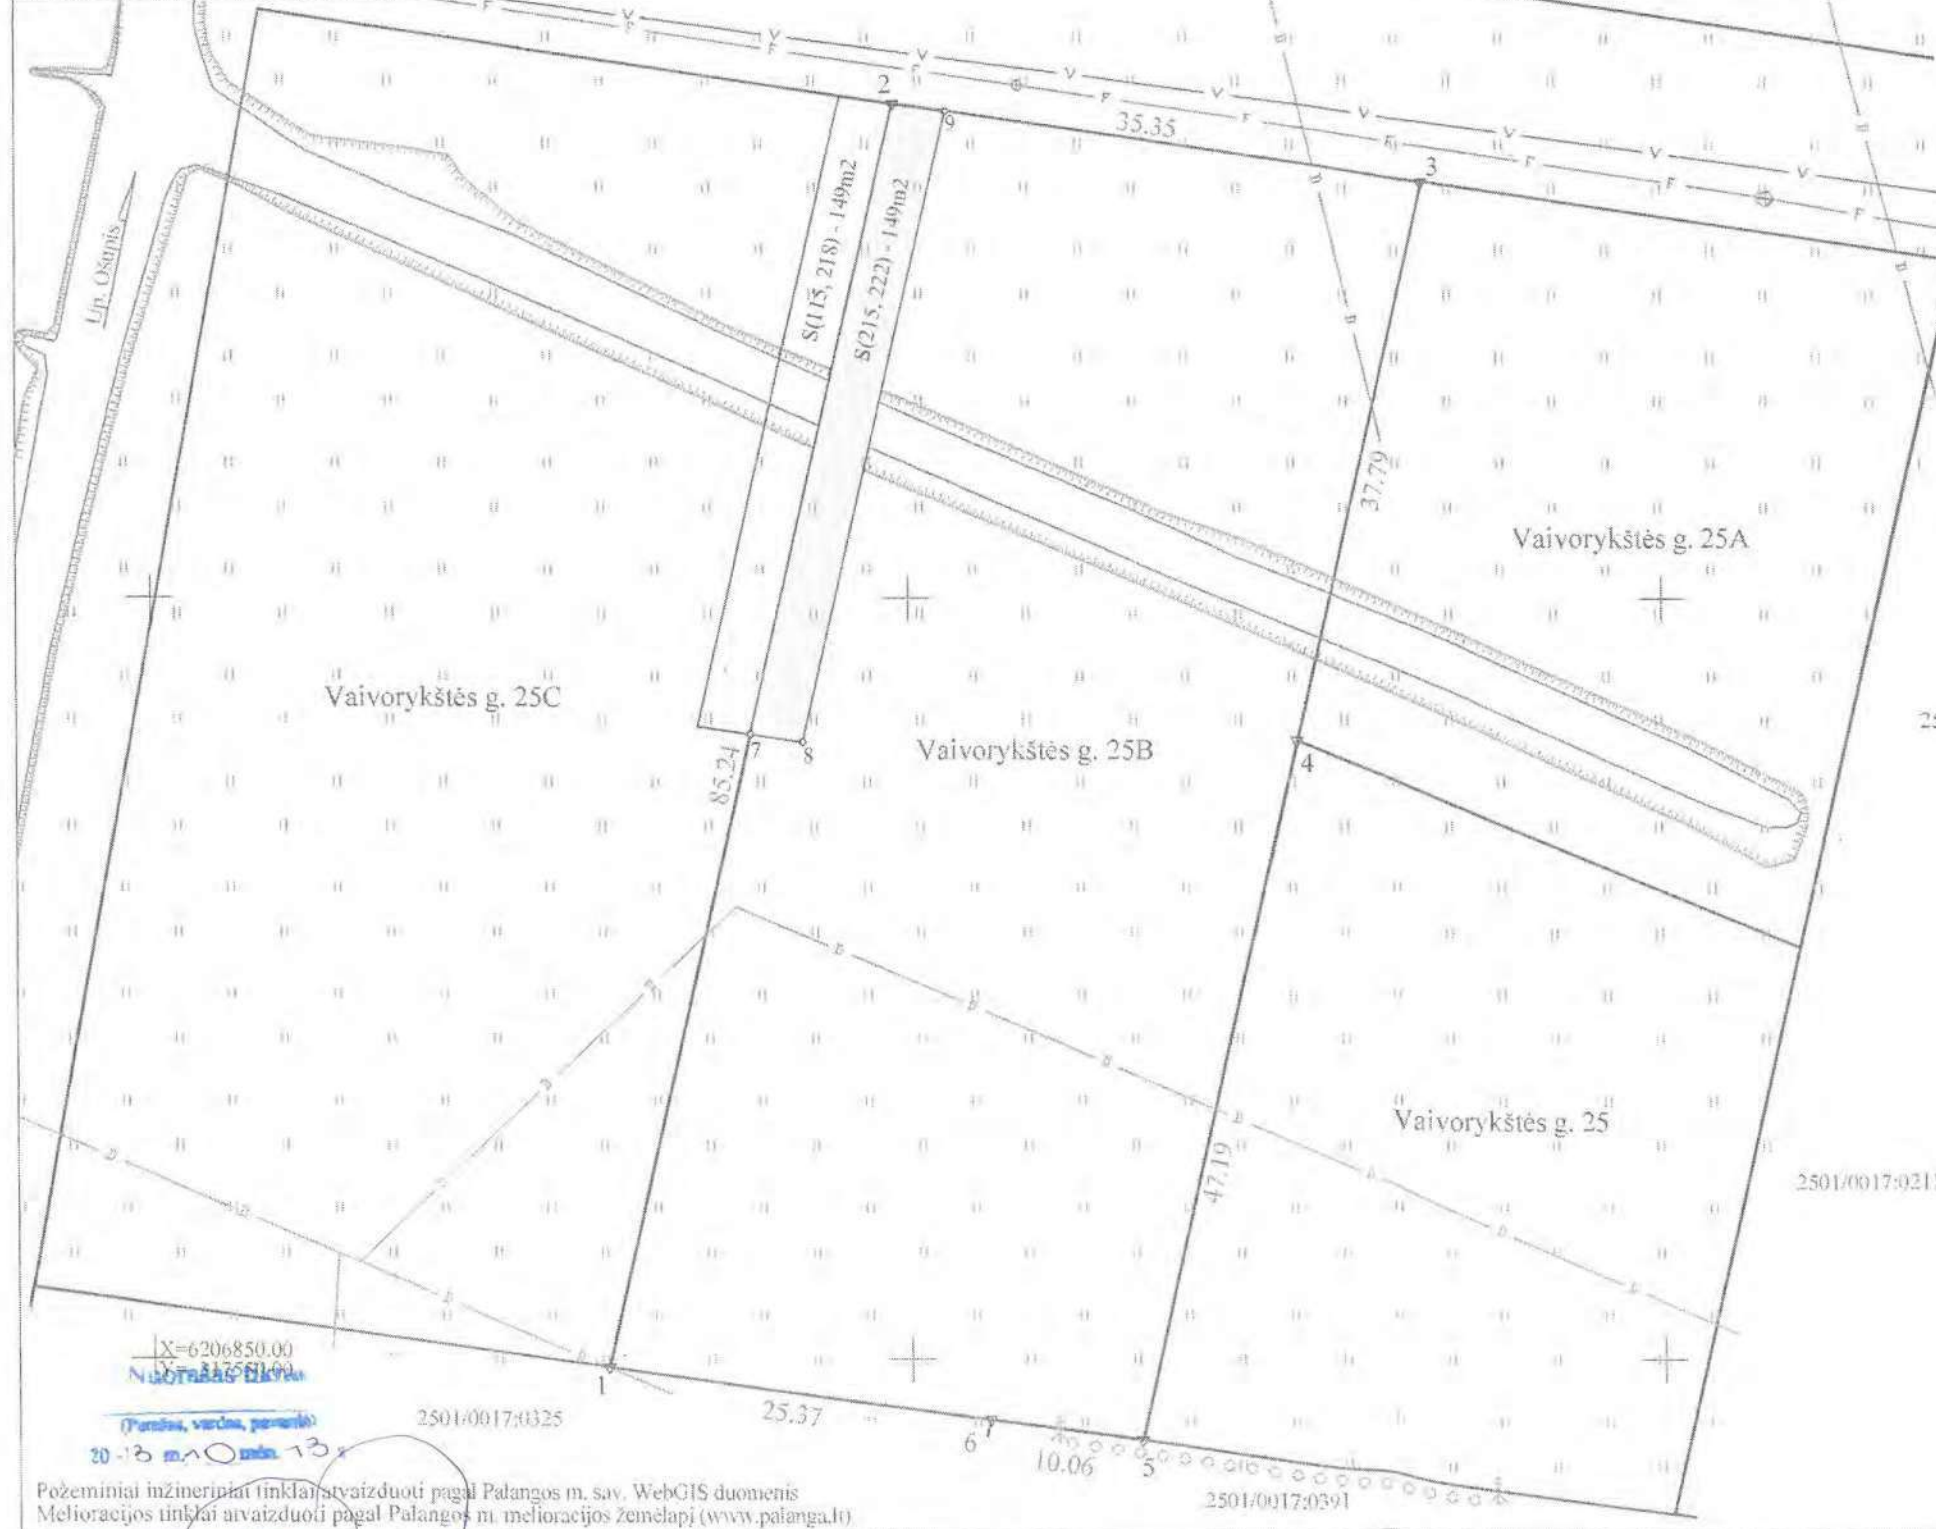 2
9
35.35
3
S(115, 218) - 149m2
S(215, 222) - 149m2
Up. Ošupis
37.79
Vaivorykštės g. 25A
Vaivorykštės g. 25C
7
8
Vaivorykštės g. 25B
4
85.24
Vaivorykštės g. 25
47.19
2501/0017:021
X=6206850.00
1
2501/0017:0325
25.37
6
10.06
5
2501/0017:0391
Požeminiai inžineriniai tinklai atvaizduoti pagal Palangos m. sav. WebGIS duomenis
Melioracijos tinklai atvaizduoti pagal Palangos m. melioracijos žemėlapį (www.palanga.lt)